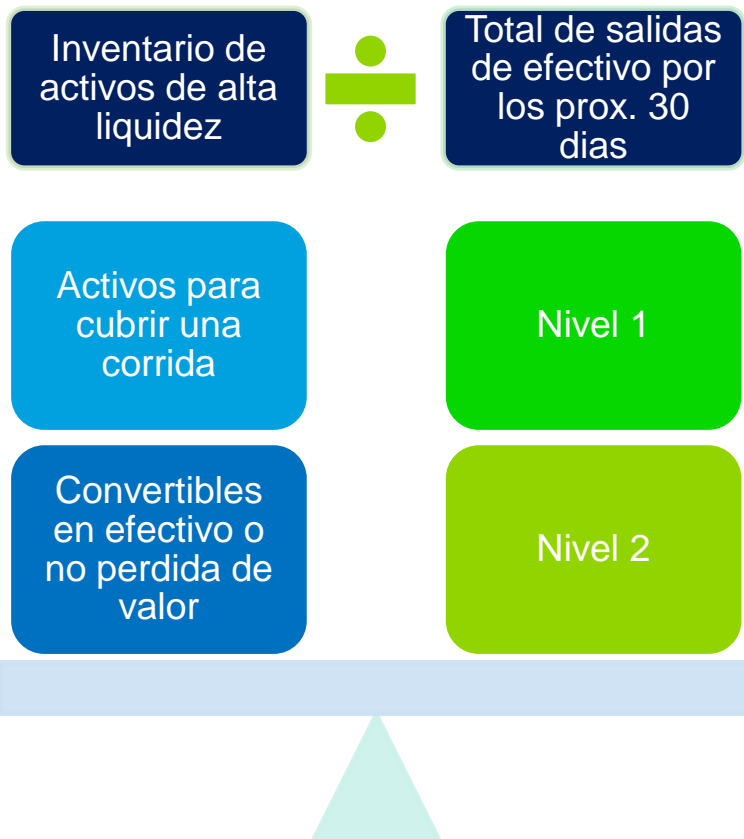 Inventario de
activos de alta
liquidez
Total de salidas
de efectivo por
los prox. 30
dias
Activos para
cubrir una
corrida
Nivel 1
Convertibles
en efectivo o
no perdida de
valor
Nivel 2